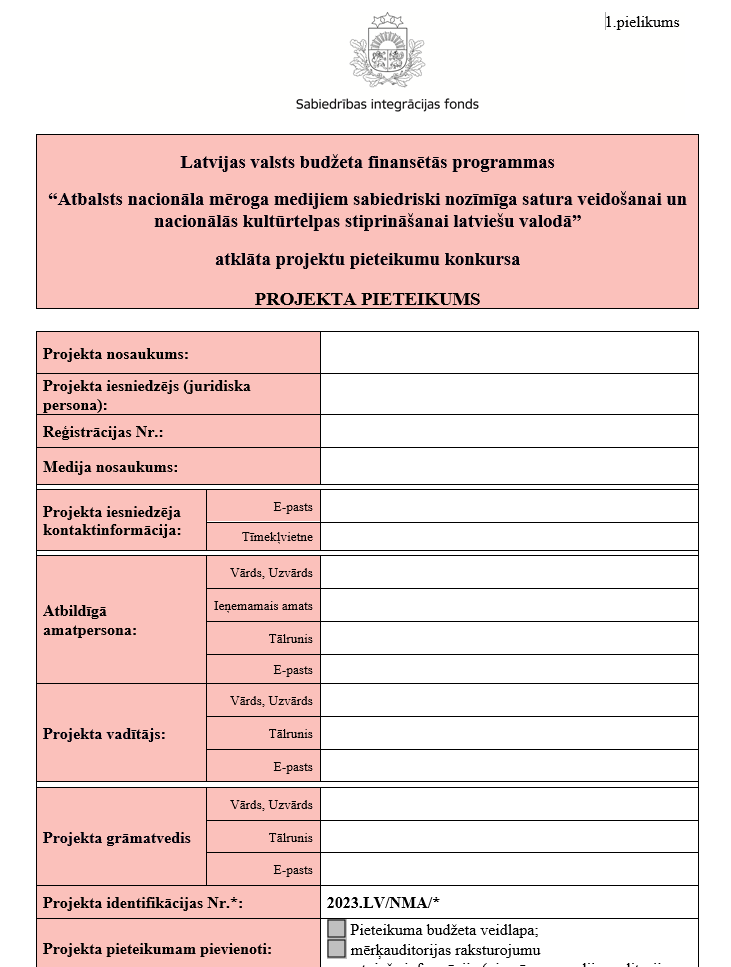 1.pielikums
Sabiedrības integrācijas fonds
Latvijas valsts budžeta finansētās programmas
“Atbalsts nacionāla mēroga medijiem sabiedriski nozīmīga satura veidošanai un
nacionālās kultūrtelpas stiprināšanai latviešu valodā”
atklāta projektu pieteikumu konkursa
PROJEKTA PIETEIKUMS
Projekta nosaukums:
Projekta iesniedzējs (juridiska
persona):
Reģistrācijas Nr.:
Medija nosaukums:
Projekta iesniedzēja
kontaktinformācija:
E-pasts
Tīmekļvietne
Atbildīgā
amatpersona:
Vārds, Uzvārds
Ieņemamais amats
Tālrunis
E-pasts
Projekta vadītājs:
Vārds, Uzvārds
Tālrunis
E-pasts
Projekta grāmatvedis
Vārds, Uzvārds
Tālrunis
E-pasts
Projekta identifikācijas Nr.*:
2023.LV/NMA/*
Projekta pieteikumam pievienoti:
Pieteikuma budžeta veidlapa;
mērķauditorijas raksturojumu